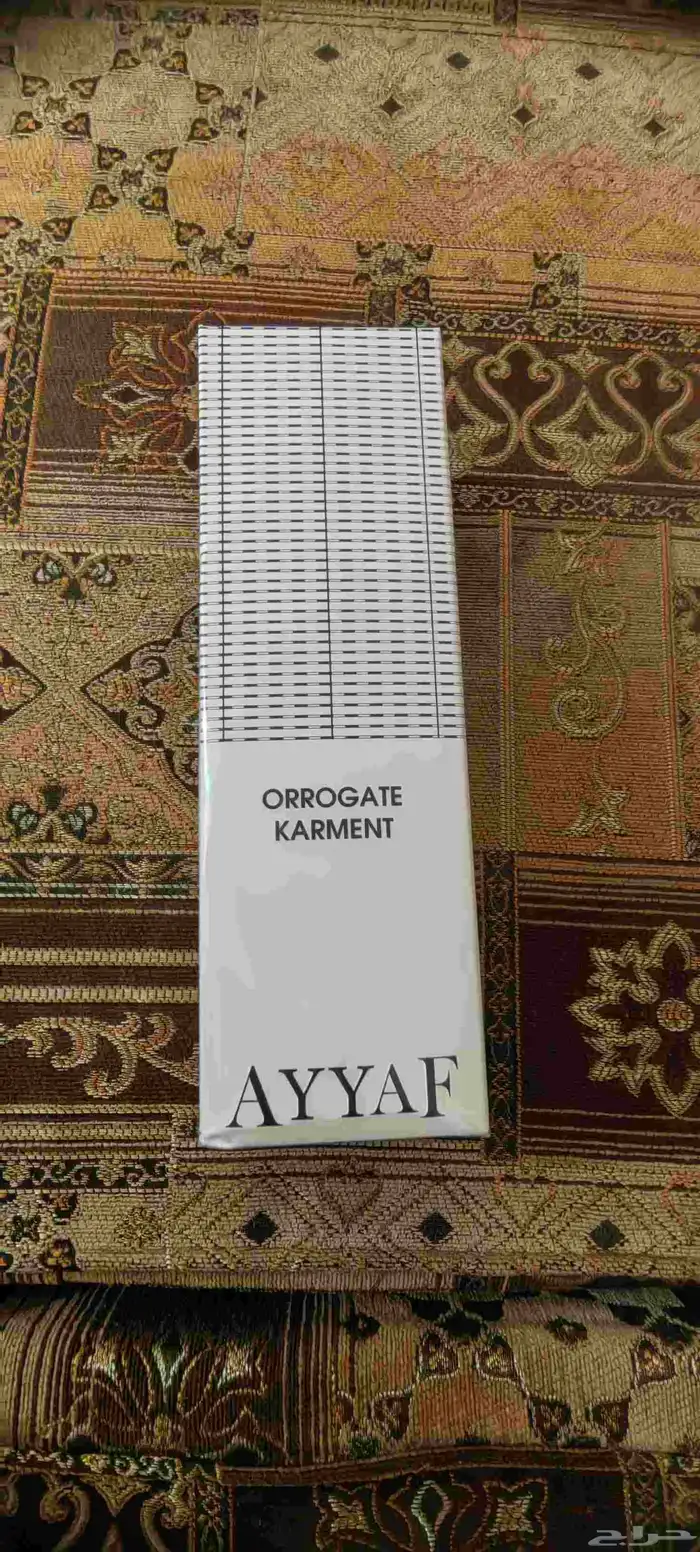 ORROGATE
KARMENT
AYYAF
حراج